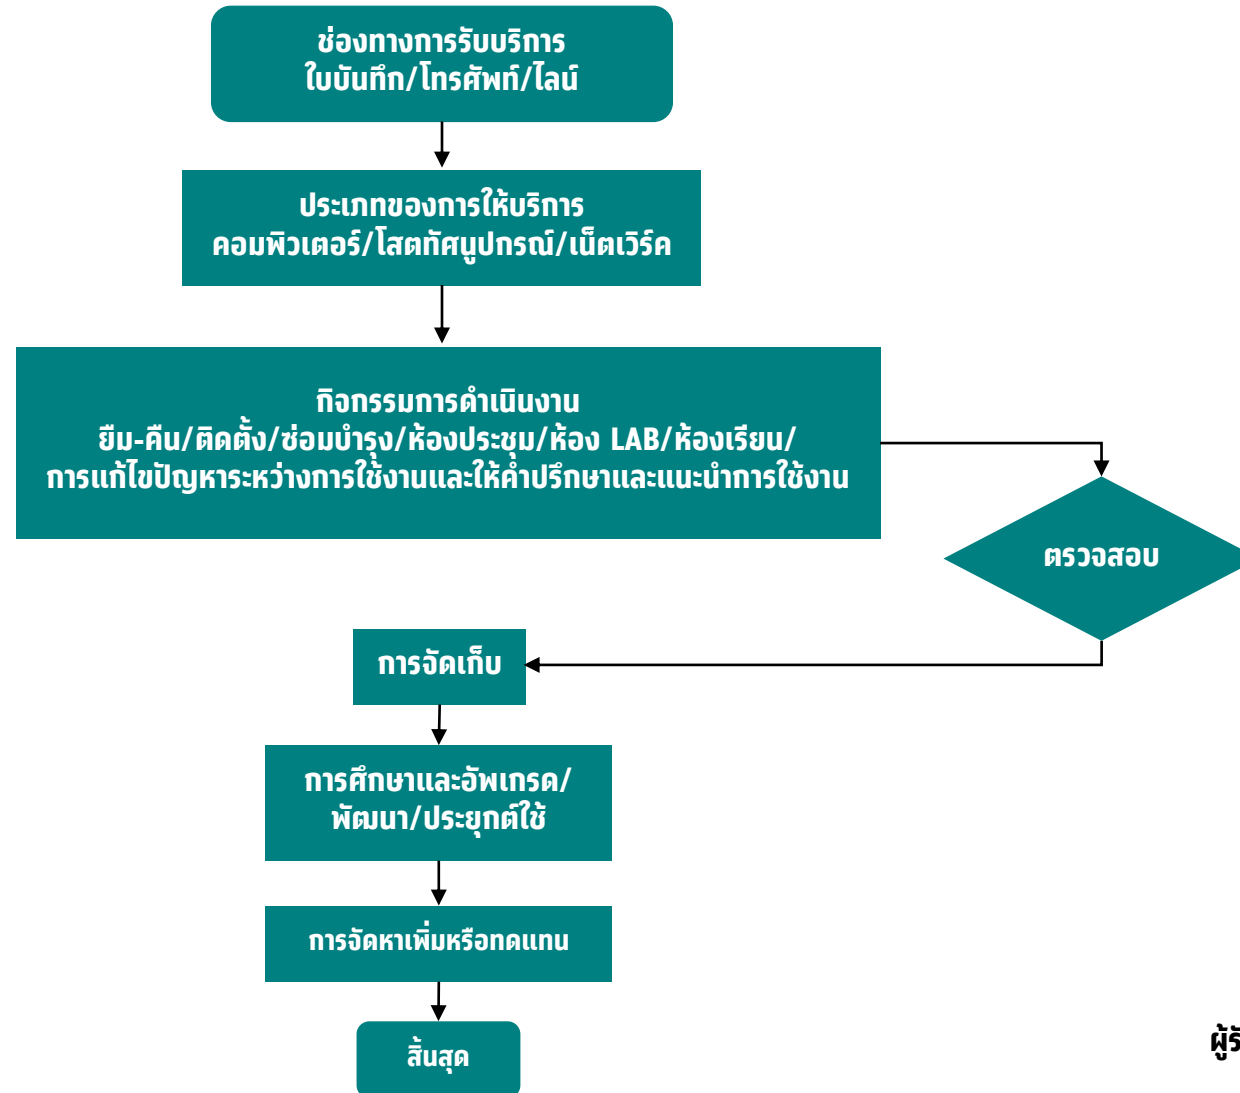 ช่องทางการรับบริการ
ใบบันทึก/โทรศัพท์/ไลน์
ประเภทของการให้บริการ
คอมพิวเตอร์/โสตทัศนูปกรณ์/เน็ตเวิร์ค
กิจกรรมการดำเนินงาน
ยืม-คืน/ติดตั้ง/ซ่อมบำรุง/ห้องประชุม/ห้อง LAB/ห้องเรียน/
การแก้ไขปัญหาระหว่างการใช้งานและให้คำปรึกษาและแนะนำการใช้งาน
ตรวจสอบ
การจัดเก็บ
การศึกษาและอัพเกรด/
พัฒนา/ประยุกต์ใช้
การจัดหาเพิ่มหรือทดแทน
สิ้นสุด